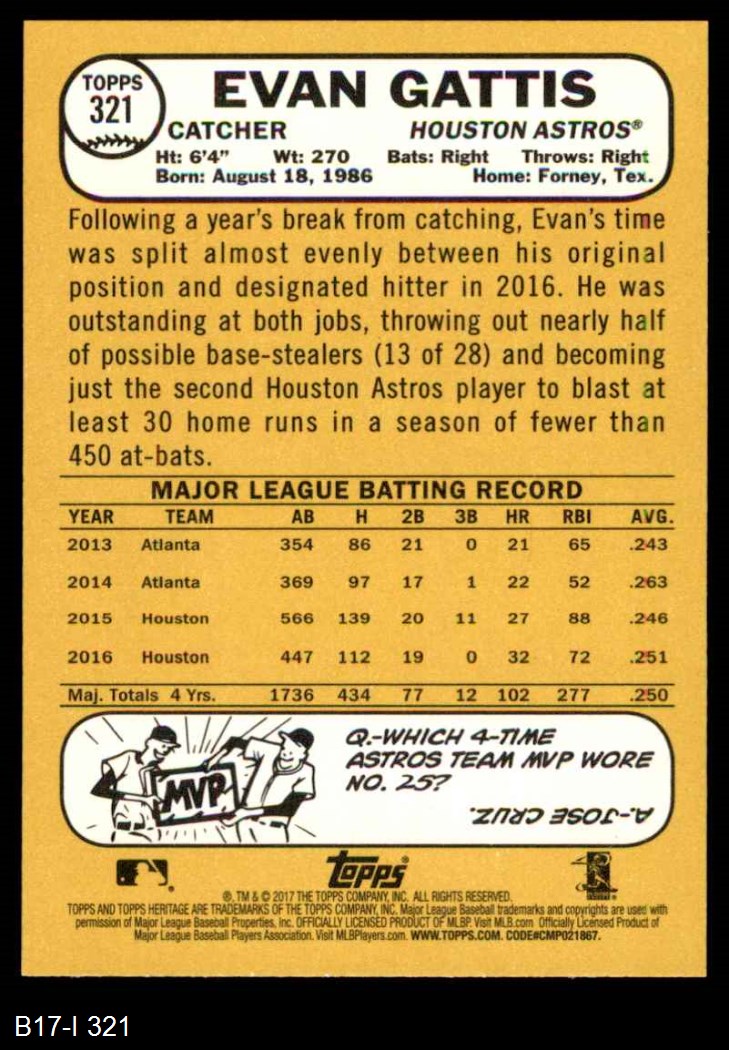 TOPPS
321
EVAN GATTIS
CATCHER HOUSTON ASTROS®
Ht: 6'4" Wt: 270 Bats: Right Throws: Right
Born: August 18, 1986 Home: Forney, Tex.
Following a year's break from catching, Evan's time
was split almost evenly between his original
position and designated hitter in 2016. He was
outstanding at both jobs, throwing out nearly half
of possible base-stealers (13 of 28) and becoming
just the second Houston Astros player to blast at
least 30 home runs in a season of fewer than
450 at-bats.
MAJOR LEAGUE BATTING RECORD
YEAR TEAM AB H 2B 3B HR RBI AVG.
2013 Atlanta 354 86 21 0 21 65 .243
2014 Atlanta 369 97 17 1 22 52 .263
2015 Houston 566 139 20 11 27 88 .246
2016 Houston 447 112 19 0 32 72 .251
Maj. Totals 4 Yrs. 1736 434 77 12 102 277 .250
MVP
Q.-WHICH 4-TIME
ASTROS TEAM MVP WORE
NO. 25?
A.-JOSE CRUZ.
Topps®
®, TM & © 2017 THE TOPPS COMPANY, INC. ALL RIGHTS RESERVED.
TOPPS AND TOPPS HERITAGE ARE TRADEMARKS OF THE TOPPS COMPANY, INC. Major League Baseball trademarks and copyrights are used with
permission of Major League Baseball Properties, Inc. OFFICIALLY LICENSED PRODUCT OF MLBP. Visit MLB.com Officially Licensed Product of
Major League Baseball Players Association. Visit MLBPlayers.com. WWW.TOPPS.COM. CODE#CMP021867.
B17-I 321